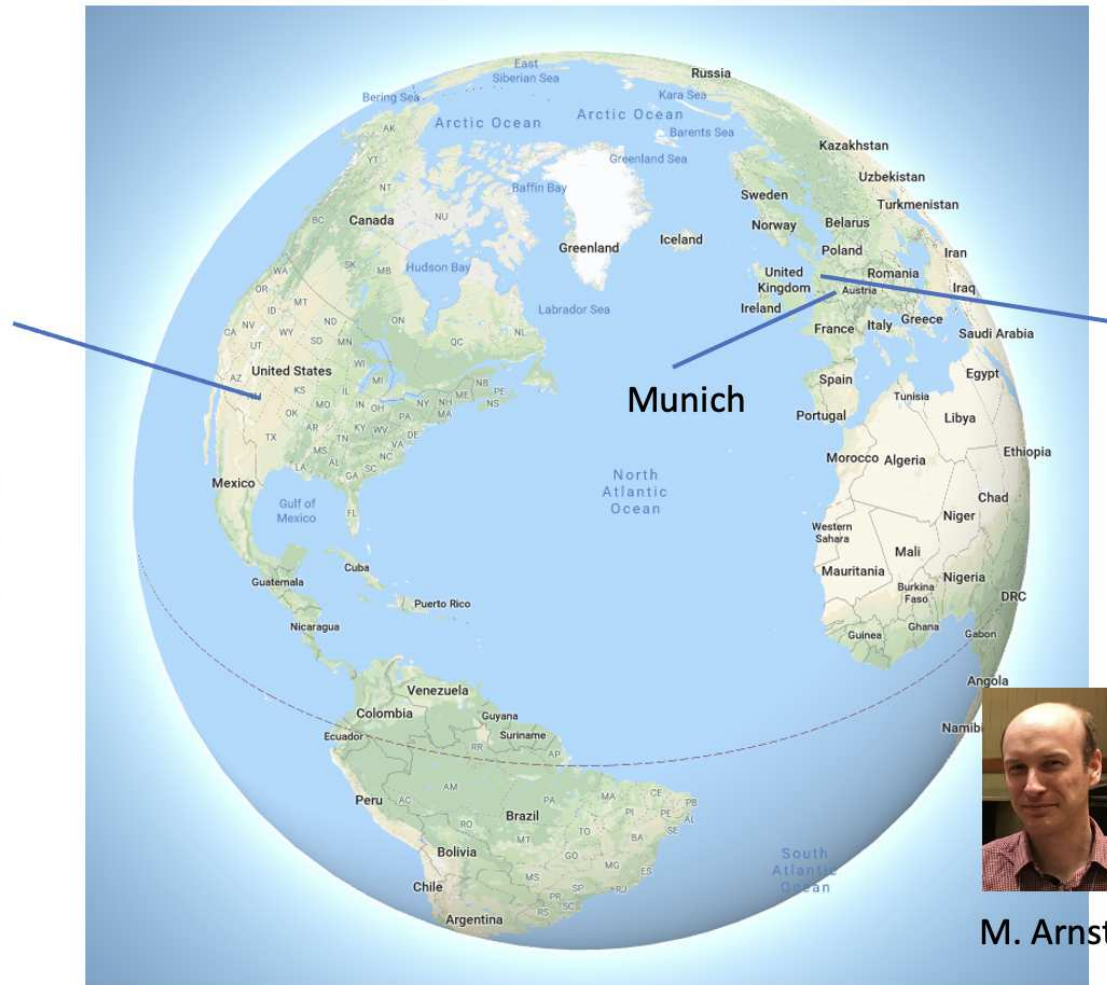 East
Siberian Sea
Russia
Bering Sea
Kara Sea
Arctic Ocean
Arctic Ocean
AK
Barents Sea
Kazakhstan
YT
Greenland Sea
Uzbekistan
NT
Baffin Bay
Sweden
Turkmenistan
BC
Canada
NU
Norway
Belarus
Greenland
Iceland
Poland
Iran
SK
MB
Hudson Bay
United
Kingdom
Romania
WA
Austria
Iraq
OR
MT
ON
Labrador Sea
Ireland
ID
ND
QC
NL
France
Italy
Greece
Saudi Arabia
CA
NV
WY
SD
MN
UT
WI
AZ
United States
MI
NB
PE
Spain
Egypt
KS
IL
NY
NH
ME
NS
Munich
Tunisia
OK
MO
IN
OH
PA
MA
Portugal
Libya
AR
TN
KY
WV
DE
Ethiopia
TX
MS
NC
Morocco
Algeria
LA
AL
SC
GA
Mexico
North
Atlantic
Ocean
Chad
Gulf of
Mexico
FL
Niger
Western
Sahara
Mali
Cuba
Mauritania
Nigeria
Guatemala
Burkina
Faso
DRC
Puerto Rico
Nicaragua
Guinea
Ghana
Gabon
Venezuela
Angola
Colombia
Guyana
Suriname
Ecuador
RR
AP
Namib
AM
Peru
AC
PA
MA
CE
PB
RO
Brazil
PI
PE
AL
TO
SE
MT
BA
Bolivia
GO
South
Atlantic
Ocean
MG
Chile
MS
ES
SP
RJ
PR
SC
RS
Argentina
M. Arnst